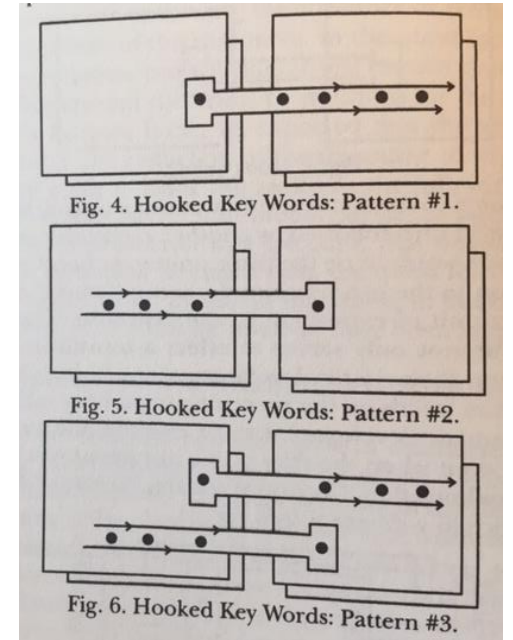 Fig. 4. Hooked Key Words: Pattern #1.
Fig. 5. Hooked Key Words: Pattern #2.
Fig. 6. Hooked Key Words: Pattern #3.